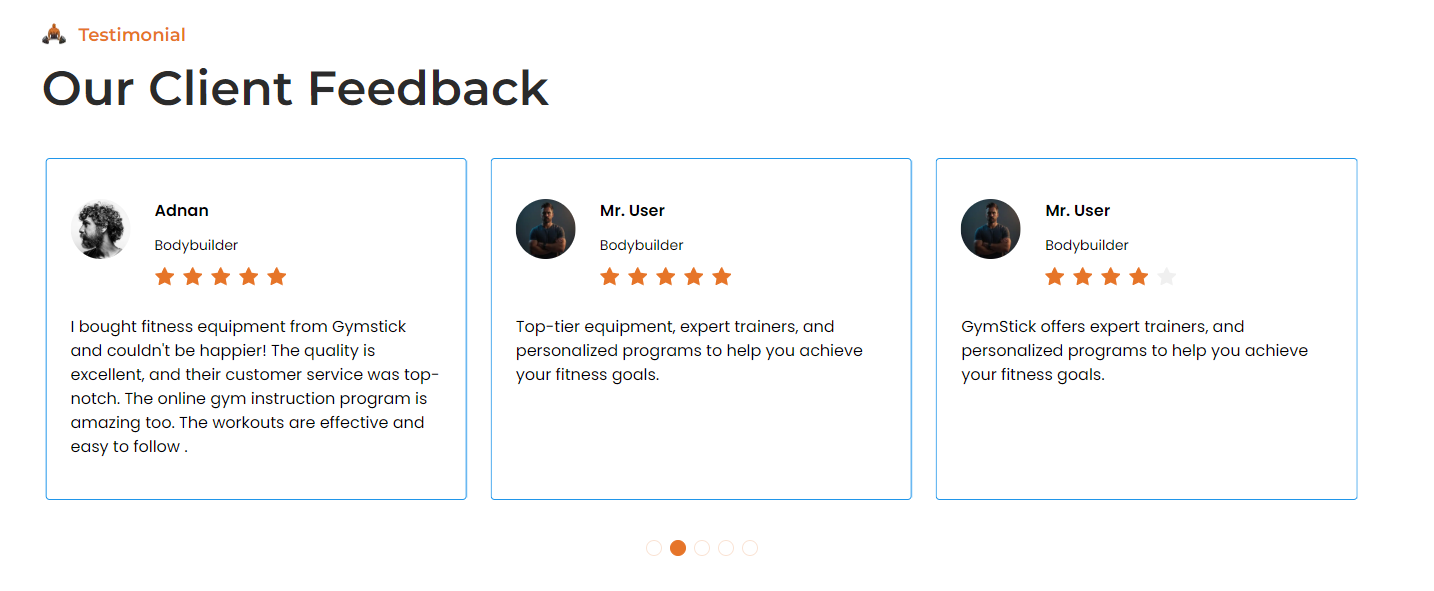 Testimonial
Our Client Feedback
Adnan
Bodybuilder
I bought fitness equipment from Gymstick
and couldn't be happier! The quality is
excellent, and their customer service was top-
notch. The online gym instruction program is
amazing too. The workouts are effective and
easy to follow .
Mr. User
Bodybuilder
Top-tier equipment, expert trainers, and
personalized programs to help you achieve
your fitness goals.
Mr. User
Bodybuilder
GymStick offers expert trainers, and
personalized programs to help you achieve
your fitness goals.